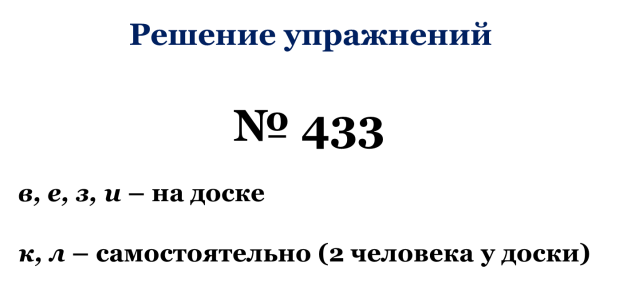 Решение упражнений
№ 433
в, е, з, и – на доске
к, л – самостоятельно (2 человека у доски)